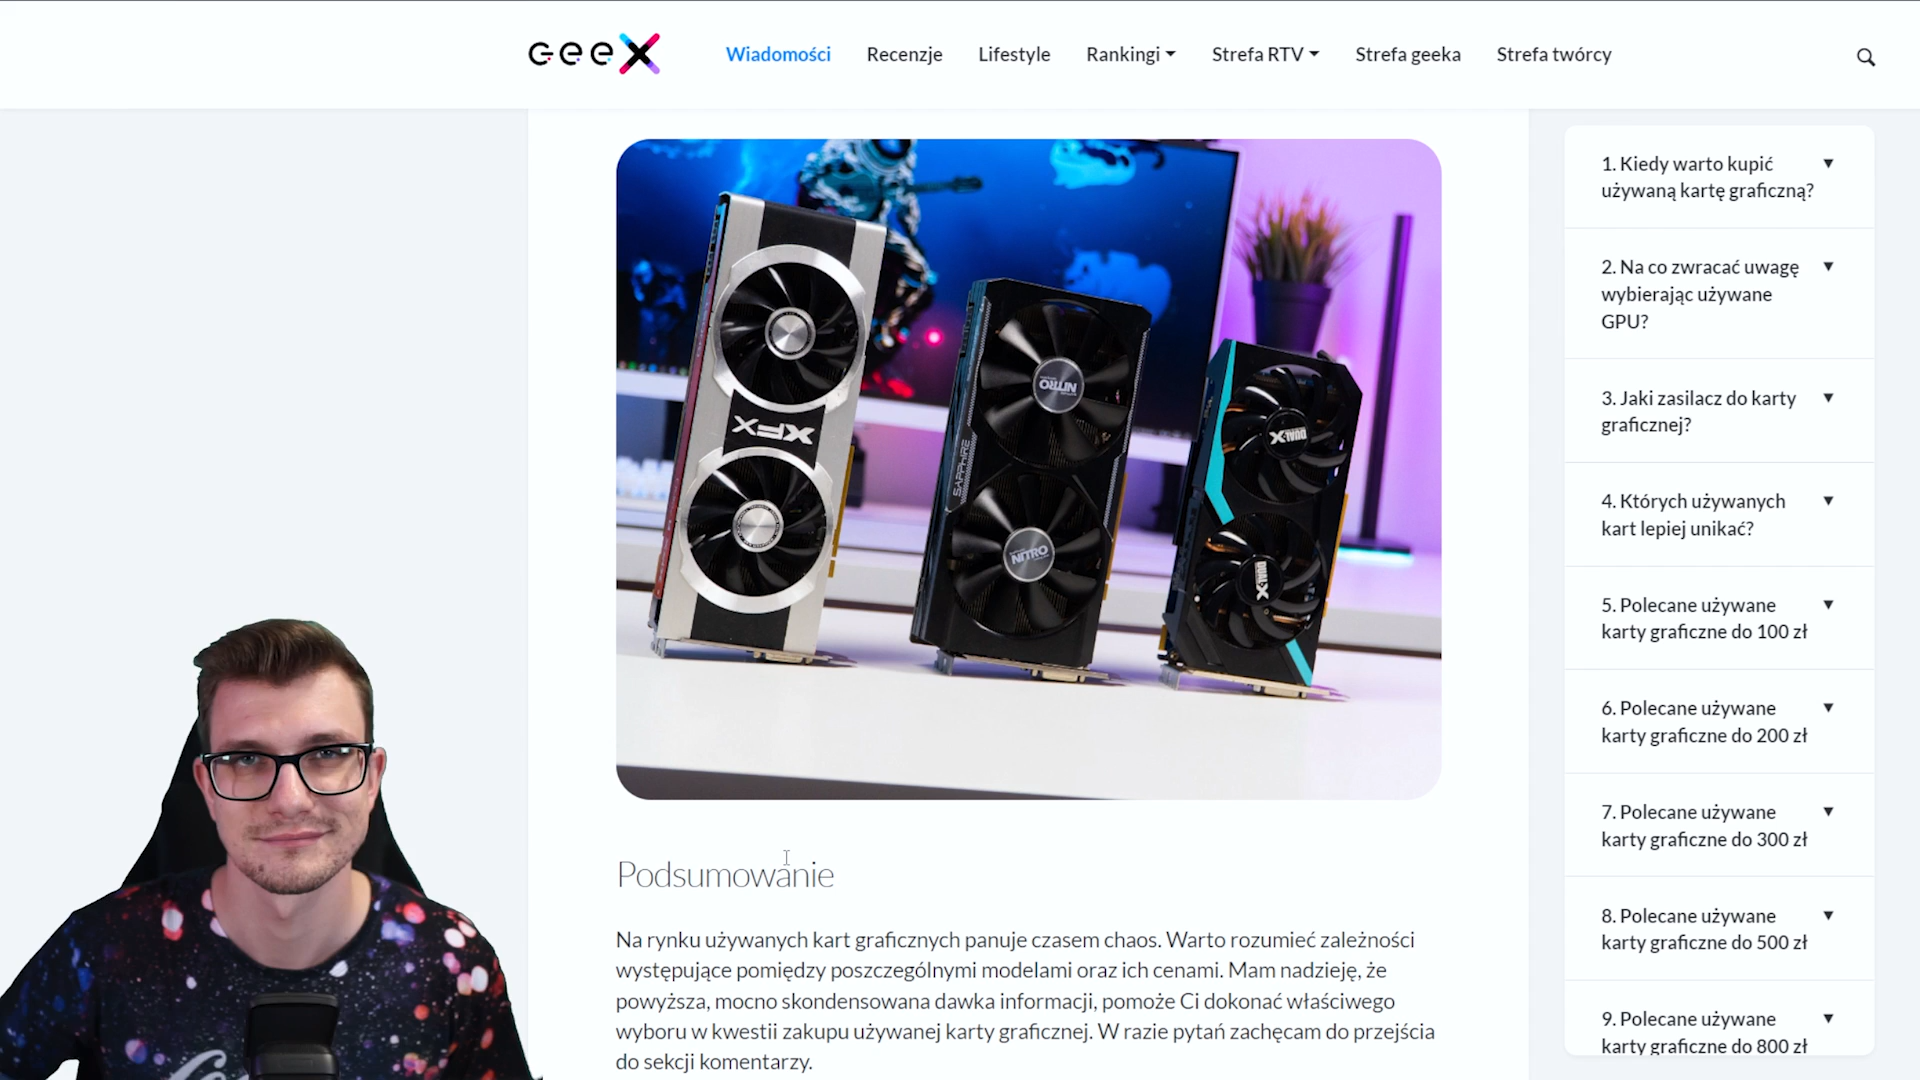 GeeX
Wiadomości
Recenzje
Lifestyle
Rankingi
Strefa RTV
Strefa geeka
Strefa twórcy
XFX
NITRO
SAPPHIRE
NITRO
DUAL-X
DUAL-X
1. Kiedy warto kupić
używaną kartę graficzną?
2. Na co zwracać uwagę
wybierając używane
GPU?
3. Jaki zasilacz do karty
graficznej?
4. Których używanych
kart lepiej unikać?
5. Polecane używane
karty graficzne do 100 zł
6. Polecane używane
karty graficzne do 200 zł
7. Polecane używane
karty graficzne do 300 zł
8. Polecane używane
karty graficzne do 500 zł
9. Polecane używane
karty graficzne do 800 zł
Podsumowanie
Na rynku używanych kart graficznych panuje czasem chaos. Warto rozumieć zależności
występujące pomiędzy poszczególnymi modelami oraz ich cenami. Mam nadzieję, że
powyższa, mocno skondensowana dawka informacji, pomoże Ci dokonać właściwego
wyboru w kwestii zakupu używanej karty graficznej. W razie pytań zachęcam do przejścia
do sekcji komentarzy.